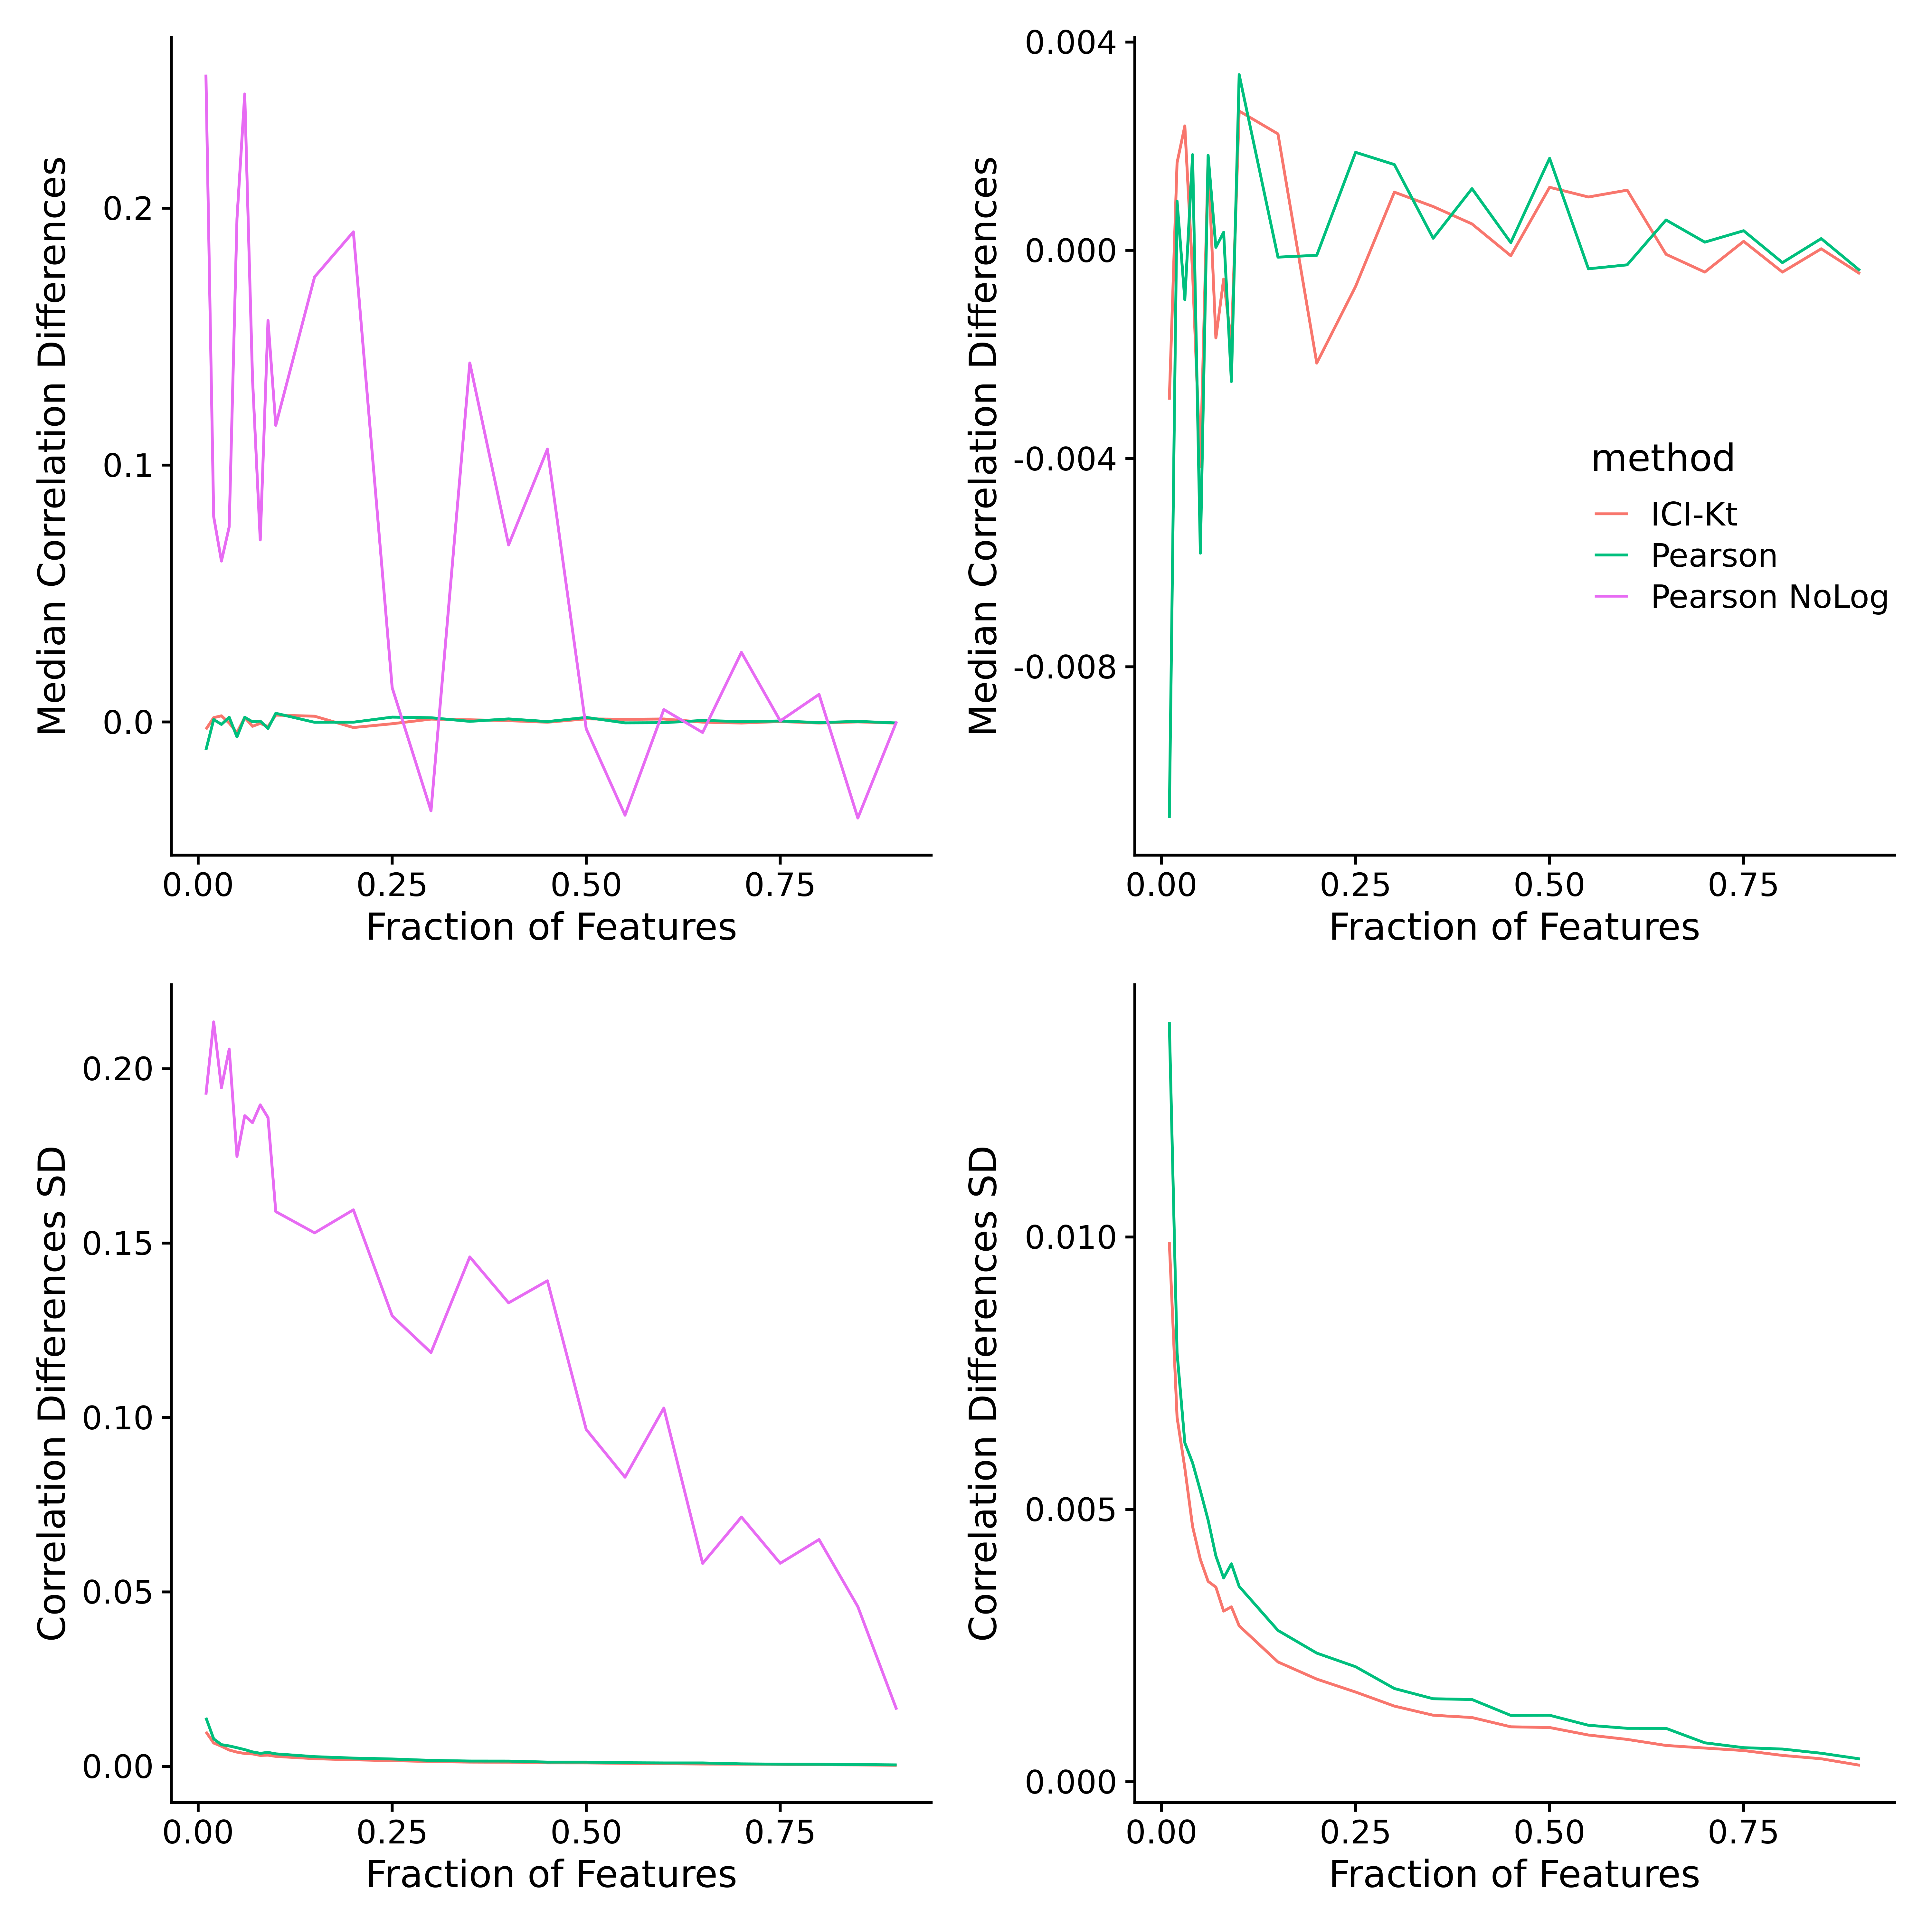 Median Correlation Differences
0.2
0.1
0.0
0.00 0.25 0.50 0.75
Fraction of Features
Median Correlation Differences
0.004
0.000
-0.004
-0.008
method
ICI-Kt
Pearson
Pearson NoLog
0.00 0.25 0.50 0.75
Fraction of Features
Correlation Differences SD
0.20
0.15
0.10
0.05
0.00
0.00 0.25 0.50 0.75
Fraction of Features
Correlation Differences SD
0.010
0.005
0.000
0.00 0.25 0.50 0.75
Fraction of Features